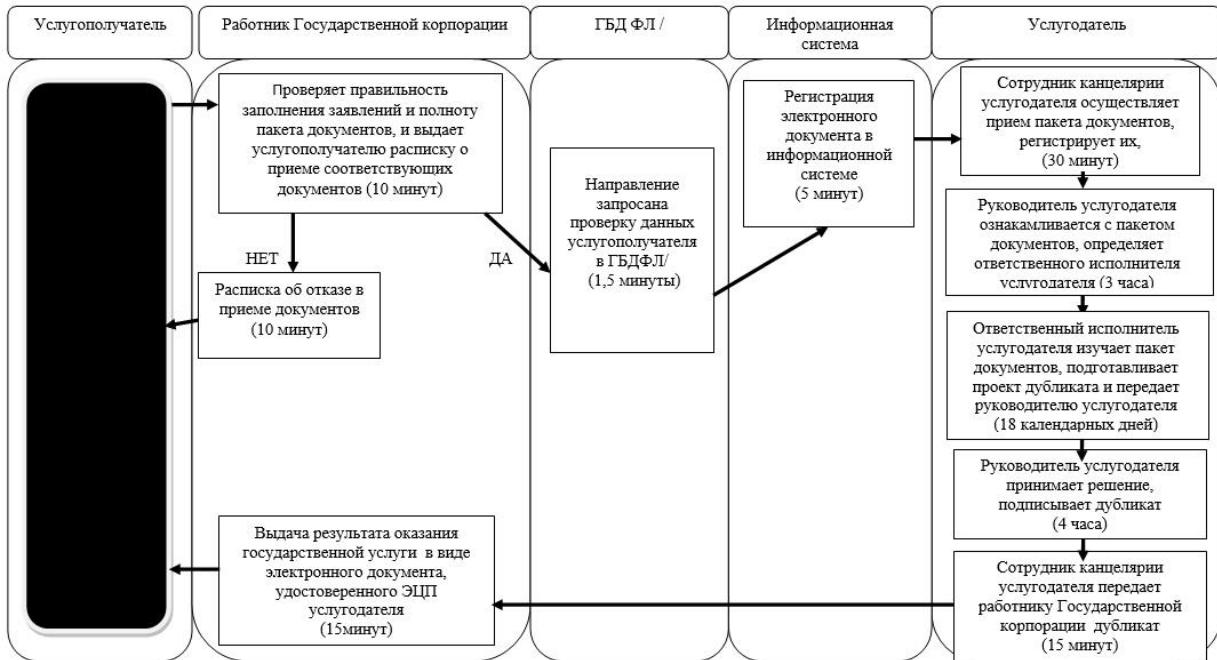 Услугополучатель
Работник Государственной корпорации
ГБД ФЛ /
Информационная
система
Услугодатель
Проверяет правильность
заполнения заявлений и полноту
пакета документов, и выдает
услугополучателю расписку о
приеме соответствующих
документов (10 минут)
НЕТ
ДА
Расписка об отказе в
приеме документов
(10 минут)
Направление
запросана
проверку данных
услугополучателя
в ГБДФЛ/
(1,5 минуты)
Регистрация
электронного
документа в
информационной
системе
(5 минут)
Сотрудник канцелярии
услугодателя осуществляет
прием пакета документов,
регистрирует их,
(30 минут)
Руководитель услугодателя
ознакамливается с пакетом
документов, определяет
ответственного исполнителя
услугодателя (3 часа)
Ответственный исполнитель
услугодателя изучает пакет
документов, подготавливает
проект дубликата и передает
руководителю услугодателя
(18 календарных дней)
Руководитель услугодателя
принимает решение,
подписывает дубликат
(4 часа)
Сотрудник канцелярии
услугодателя передает
работнику Государственной
корпорации дубликат
(15 минут)
Выдача результата оказания
государственной услуги в виде
электронного документа,
удостоверенного ЭЦП
услугодателя
(15минут)